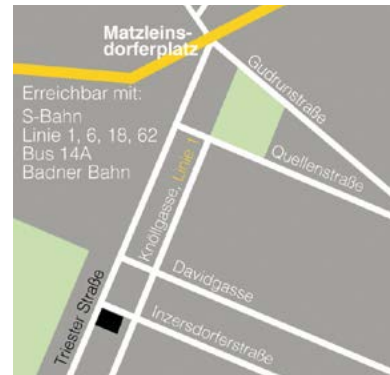 Matzleins-
dorferplatz
Erreichbar mit:
S-Bahn
Linie 1, 6, 18, 62
Bus 14A
Badner Bahn
Gudrunstraße
Quellenstraße
Knöllgasse, Linie 1
Davidgasse
Inzersdorferstraße
Triester Straße